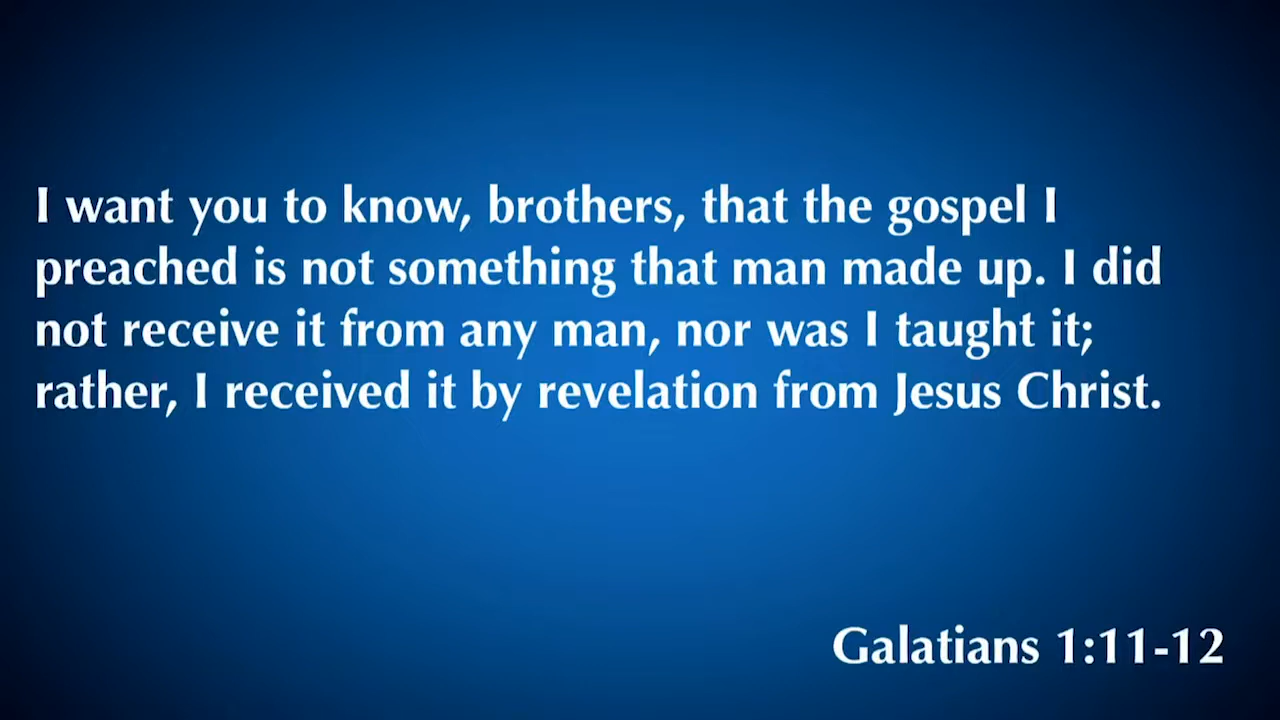 I want you to know, brothers, that the gospel I
preached is not something that man made up. I did
not receive it from any man, nor was I taught it;
rather, I received it by revelation from Jesus Christ.
Galatians 1:11-12